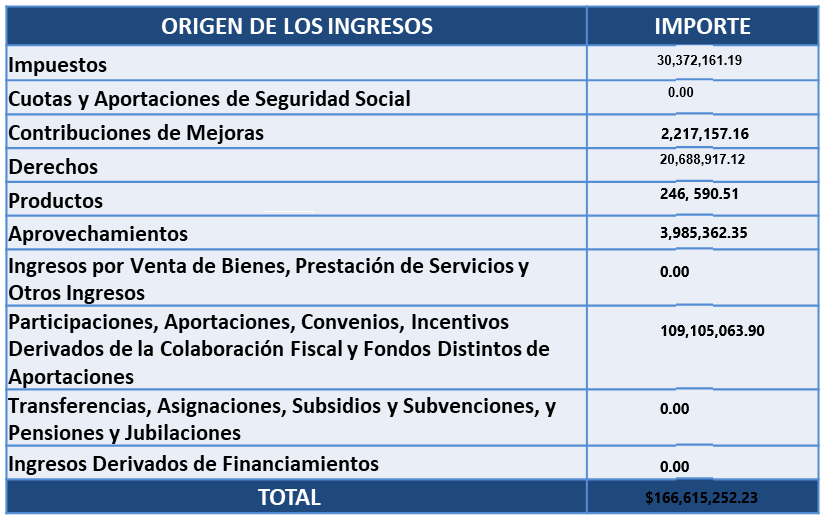 ORIGEN DE LOS INGRESOS IMPORTE
Impuestos 30,372,161.19
Cuotas y Aportaciones de Seguridad Social 0.00
Contribuciones de Mejoras 2,217,157.16
Derechos 20,688,917.12
Productos 246, 590.51
Aprovechamientos 3,985,362.35
Ingresos por Venta de Bienes, Prestación de Servicios y
Otros Ingresos 0.00
Participaciones, Aportaciones, Convenios, Incentivos
Derivados de la Colaboración Fiscal y Fondos Distintos de
Aportaciones 109,105,063.90
Transferencias, Asignaciones, Subsidios y Subvenciones, y
Pensiones y Jubilaciones 0.00
Ingresos Derivados de Financiamientos 0.00
TOTAL $166,615,252.23